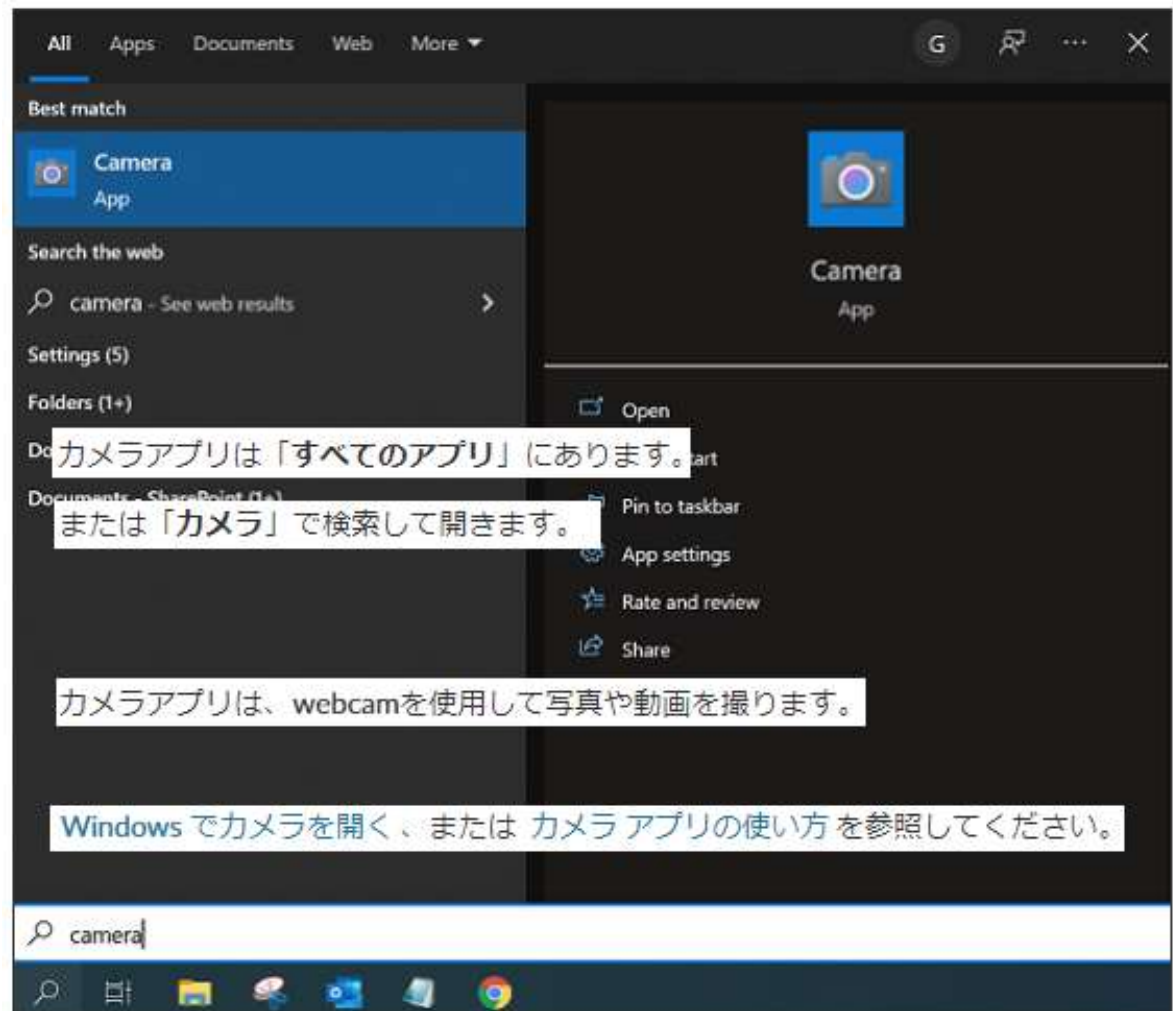 All Apps Documents Web More
G
Best match
Camera
App
Search the web
camera - See web results
Settings (5)
Folders (1+)
カメラアプリは「すべてのアプリ」にあります。
または「カメラ」で検索して開きます。
Camera
App
Open
Pin to taskbar
App settings
Rate and review
Share
カメラアプリは、webcamを使用して写真や動画を撮ります。
Windows でカメラを開く 、または カメラ アプリの使い方 を参照してください。
camera